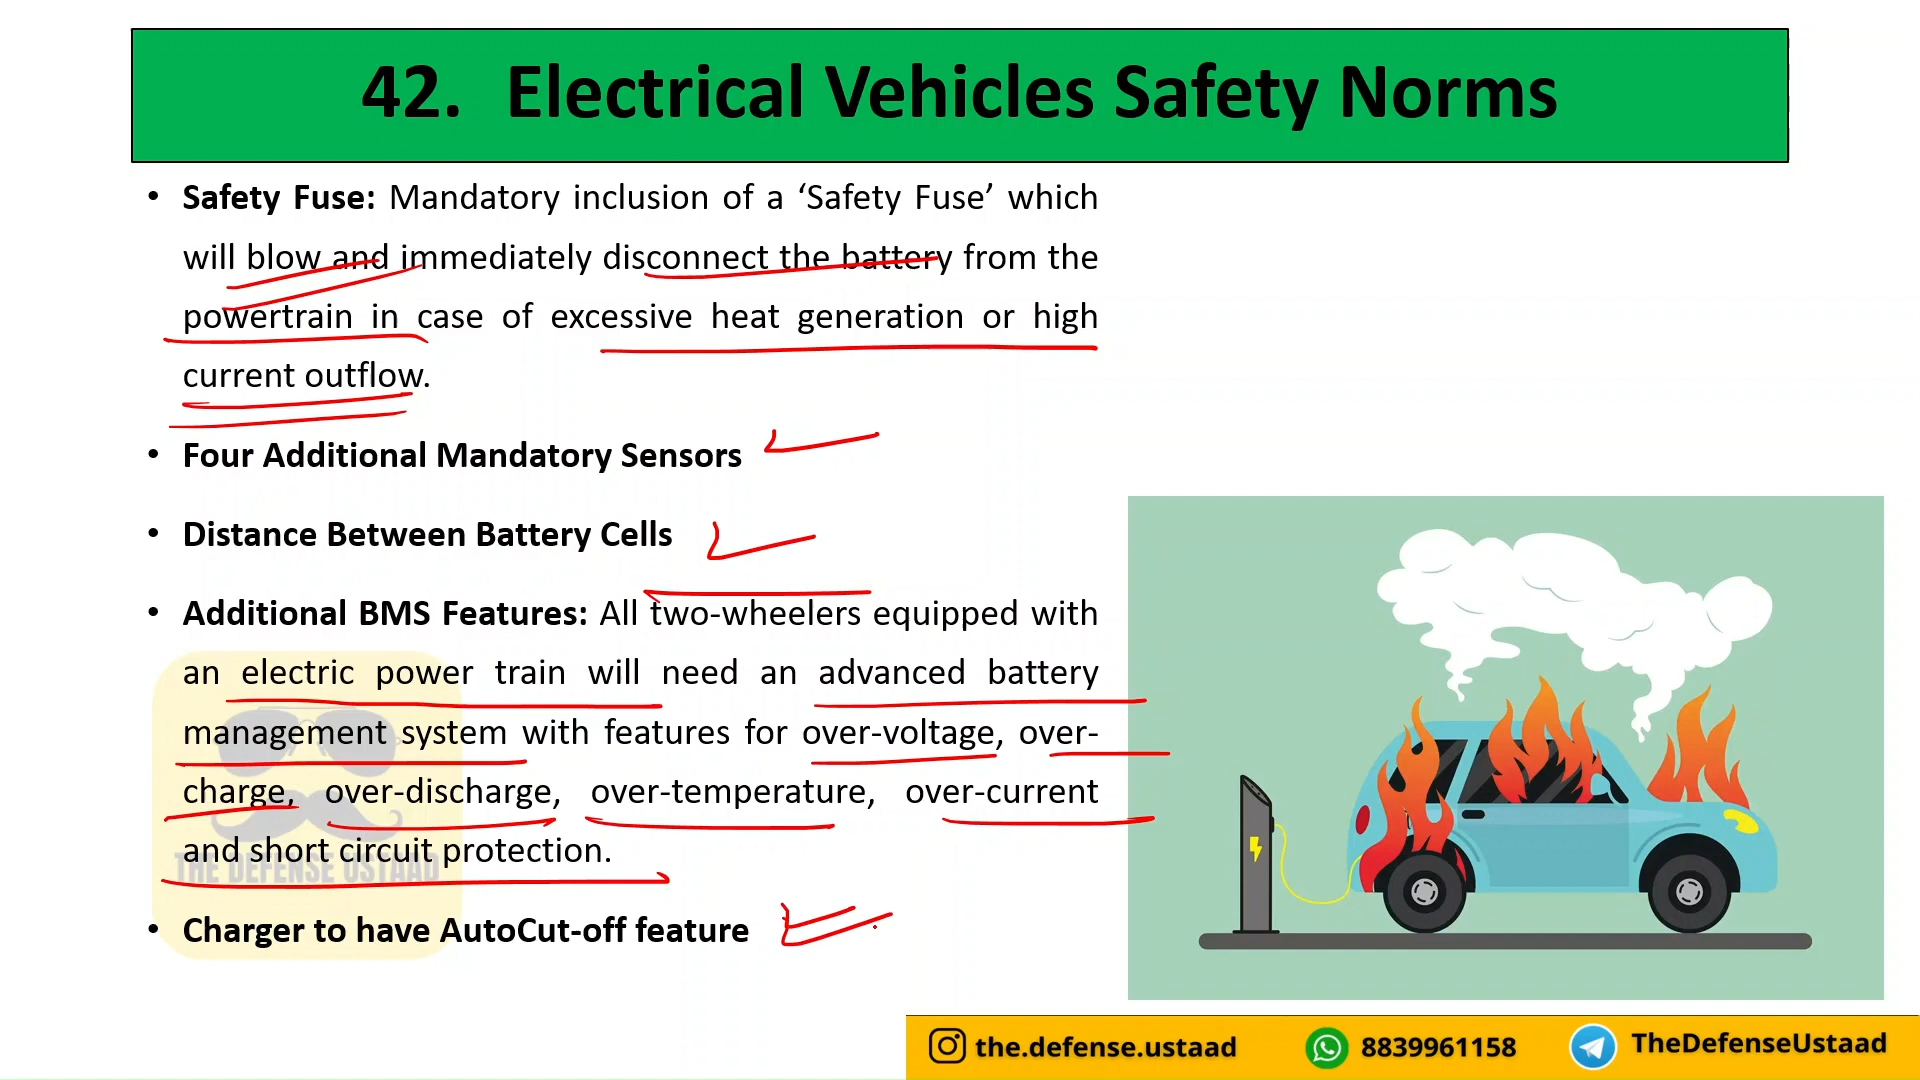 42. Electrical Vehicles Safety Norms
• Safety Fuse: Mandatory inclusion of a ‘Safety Fuse’ which
will blow and immediately disconnect the battery from the
powertrain in case of excessive heat generation or high
current outflow.
• Four Additional Mandatory Sensors
• Distance Between Battery Cells
• Additional BMS Features: All two-wheelers equipped with
an electric power train will need an advanced battery
management system with features for over-voltage, over-
charge, over-discharge, over-temperature, over-current
and short circuit protection.
THE DEFENSE USTAAD
• Charger to have AutoCut-off feature
the.defense.ustaad 8839961158 TheDefenseUstaad